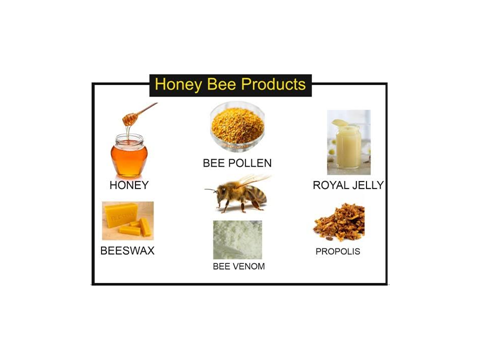 Honey Bee Products
BEE POLLEN
HONEY
ROYAL JELLY
BEESWAX
PROPOLIS
BEE VENOM